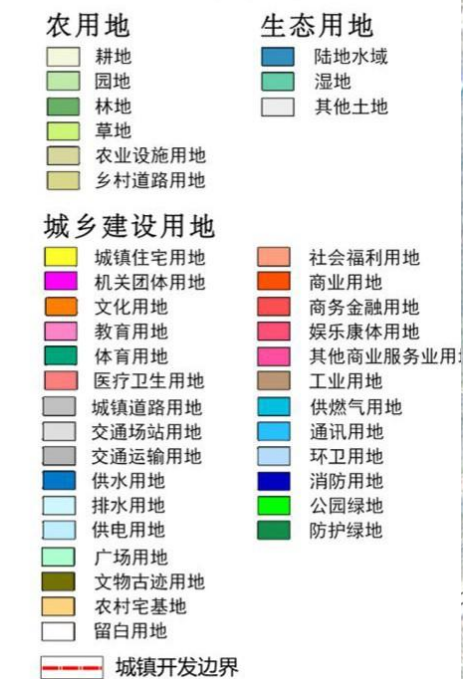 农用地
耕地
园地
林地
草地
农业设施用地
乡村道路用地
生态用地
陆地水域
湿地
其他土地
城乡建设用地
城镇住宅用地
机关团体用地
文化用地
教育用地
体育用地
医疗卫生用地
城镇道路用地
交通场站用地
交通运输用地
供水用地
排水用地
供电用地
广场用地
文物古迹用地
农村宅基地
留白用地
社会福利用地
商业用地
商务金融用地
娱乐康体用地
其他商业服务业用
工业用地
供燃气用地
通讯用地
环卫用地
消防用地
公园绿地
防护绿地
城镇开发边界